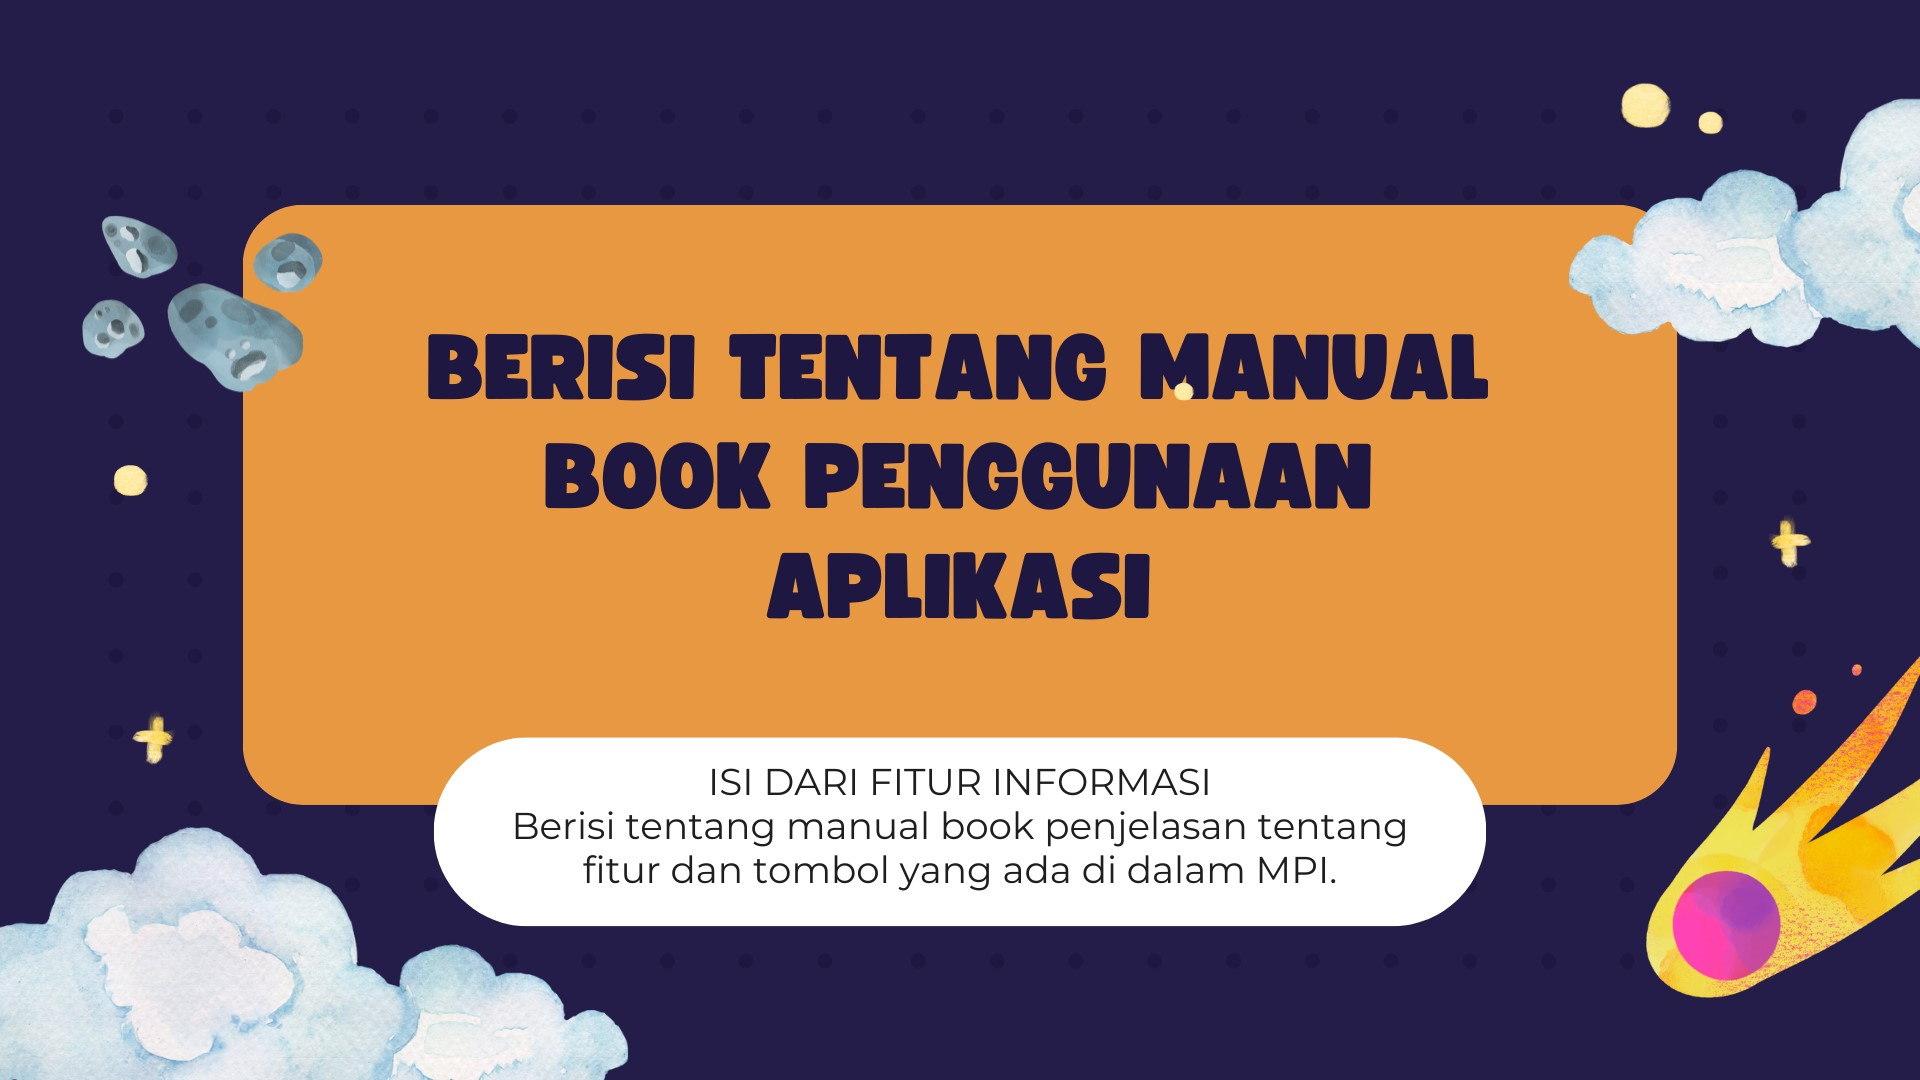 BERISI TENTANG MANUAL
BOOK PENGGUNAAN
APLIKASI
ISI DARI FITUR INFORMASI
Berisi tentang manual book penjelasan tentang
fitur dan tombol yang ada di dalam MPI.